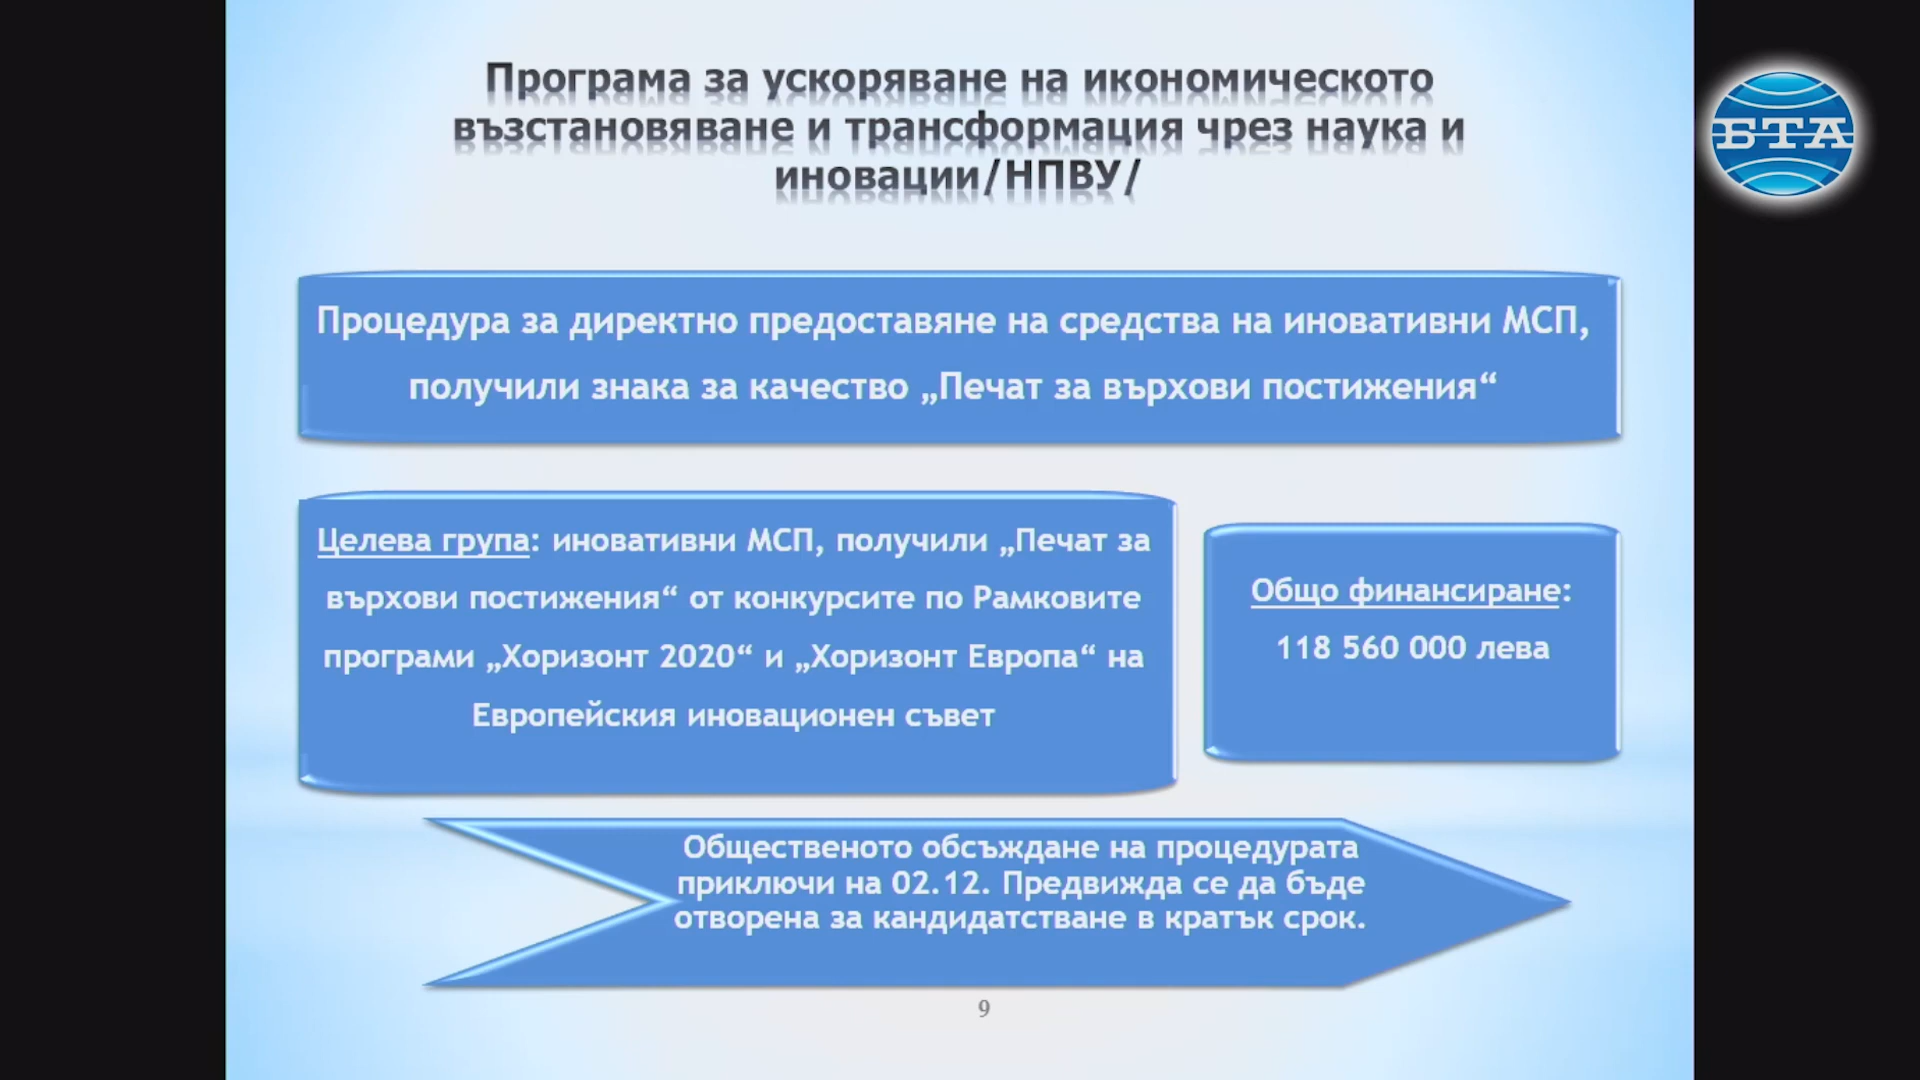 Програма за ускоряване на икономическото
възстановяване и трансформация чрез наука и
иновации/НПВУ/
БТА
Процедура за директно предоставяне на средства на иновативни МСП,
получили знака за качество „Печат за върхови постижения“
Целева група: иновативни МСП, получили „Печат за
върхови постижения“ от конкурсите по Рамковите
програми „Хоризонт 2020“ и „Хоризонт Европа“ на
Европейския иновационен съвет
Общо финансиране:
118 560 000 лева
Общественото обсъждане на процедурата
приключи на 02.12. Предвижда се да бъде
отворена за кандидатстване в кратък срок.
9